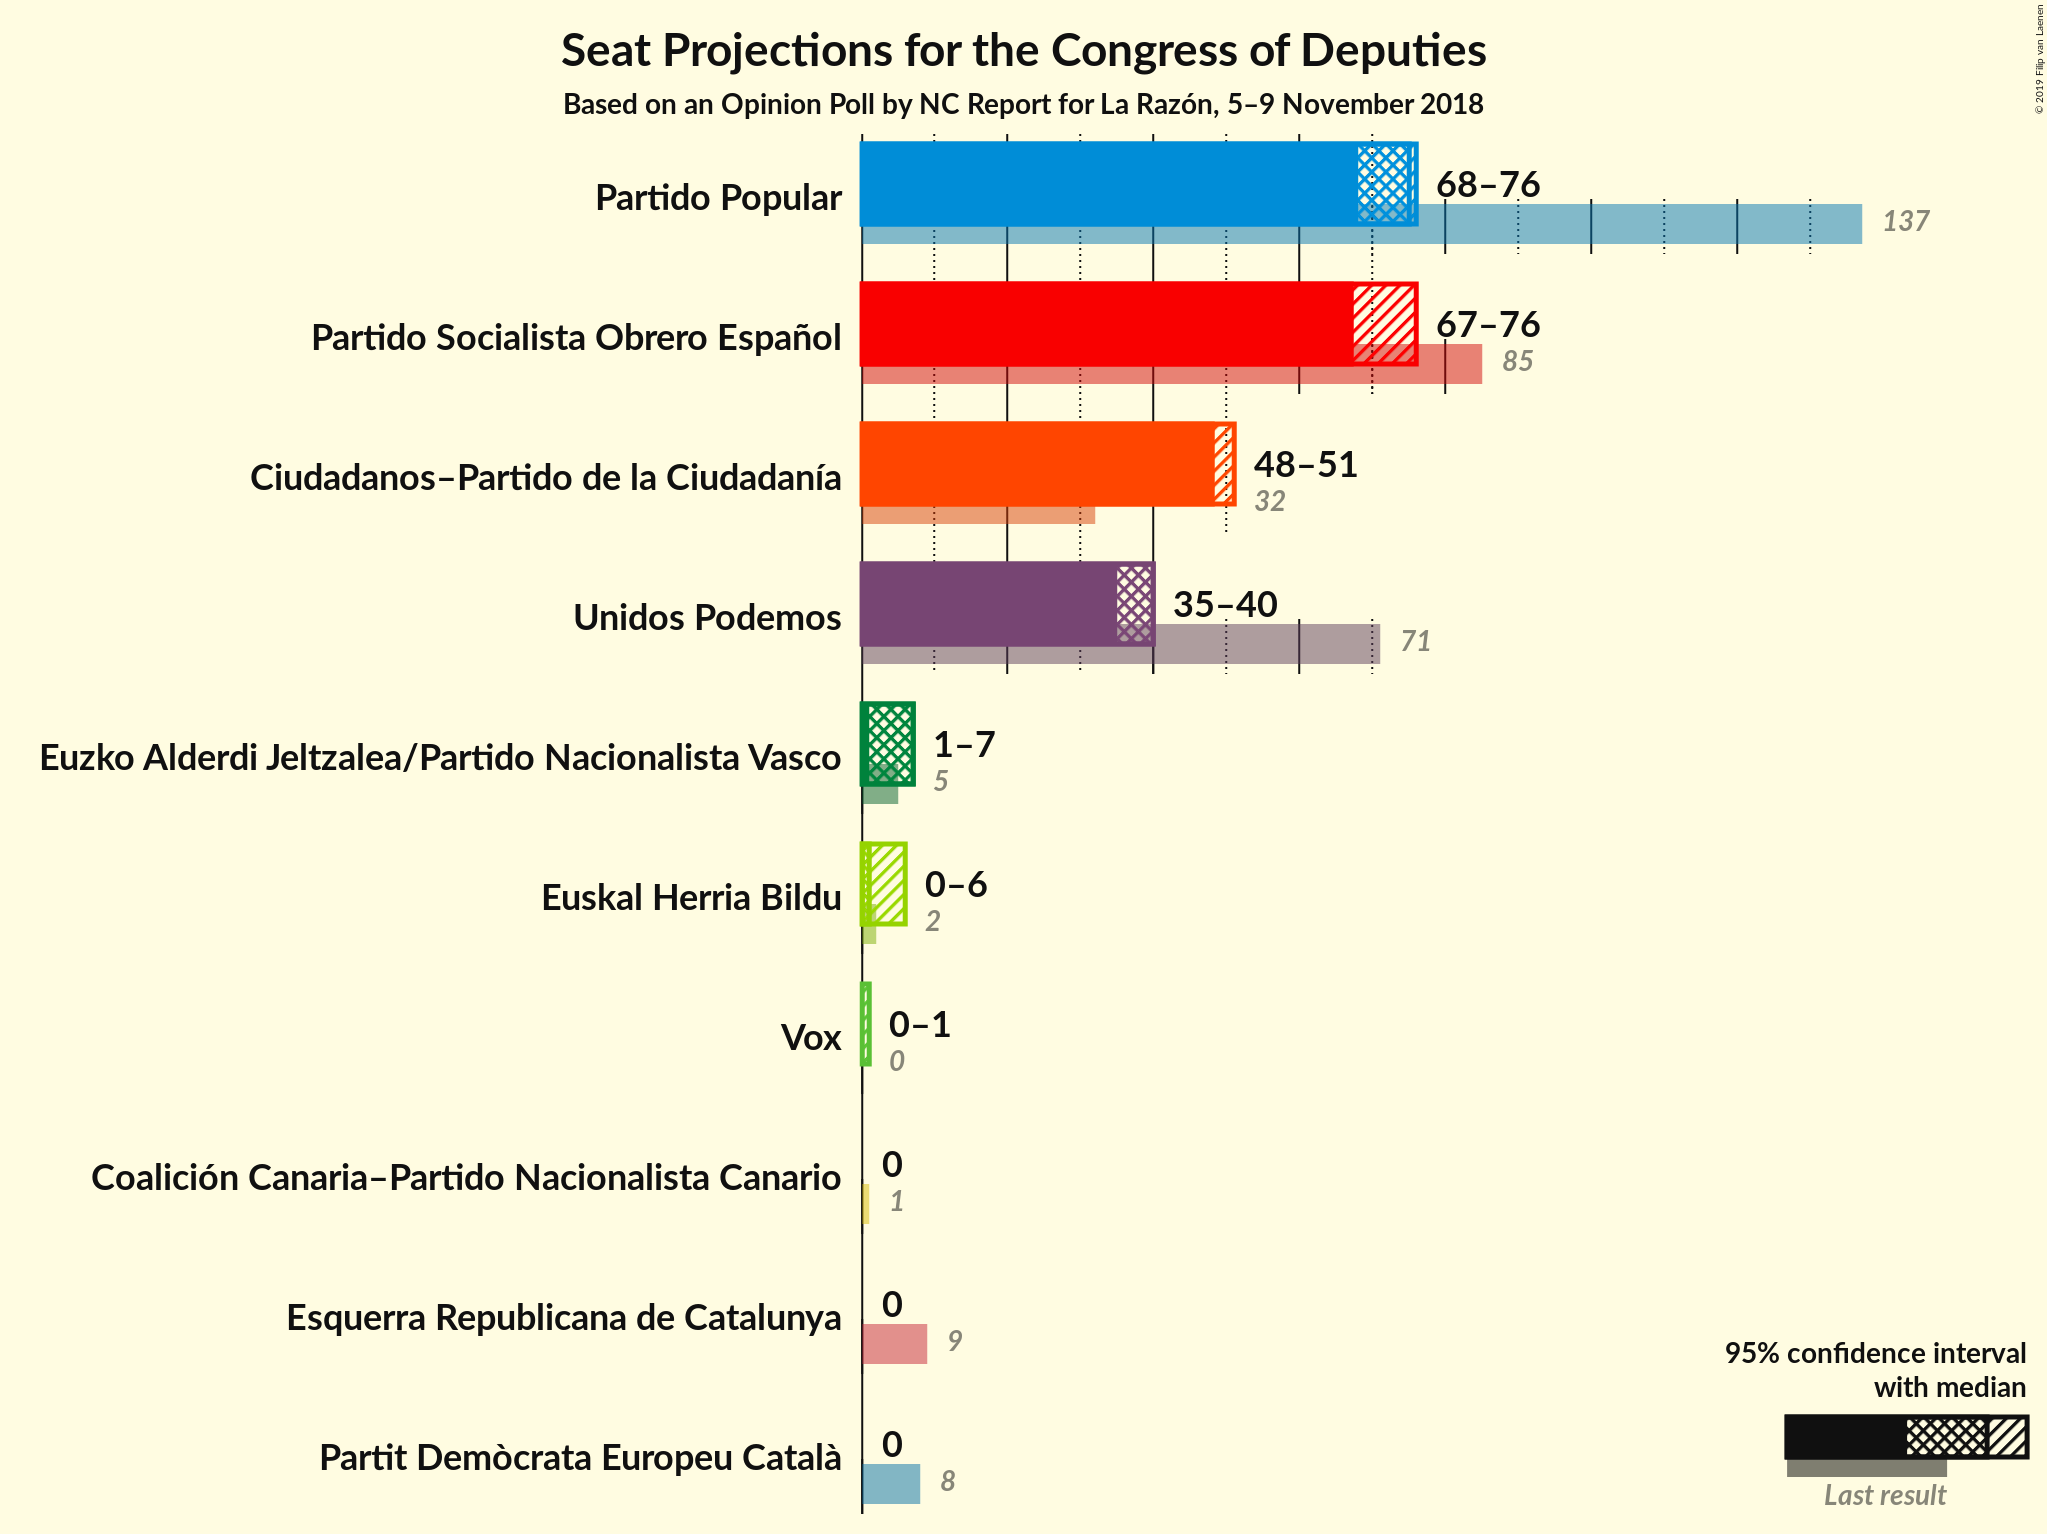 Seat Projections for the Congress of Deputies
Based on an Opinion Poll by NC Report for La Razón, 5–9 November 2018
© 2019 Filip van Laenen
Partido Popular
68–76
137
Partido Socialista Obrero Español
67–76
85
Ciudadanos–Partido de la Ciudadanía
48–51
32
Unidos Podemos
35–40
71
Euzko Alderdi Jeltzalea/Partido Nacionalista Vasco
1–7
5
Euskal Herria Bildu
0–6
2
Vox
0–1
0
Coalición Canaria–Partido Nacionalista Canario
0
1
Esquerra Republicana de Catalunya
0
9
Partit Demòcrata Europeu Català
0
8
95% confidence interval
with median
Last result